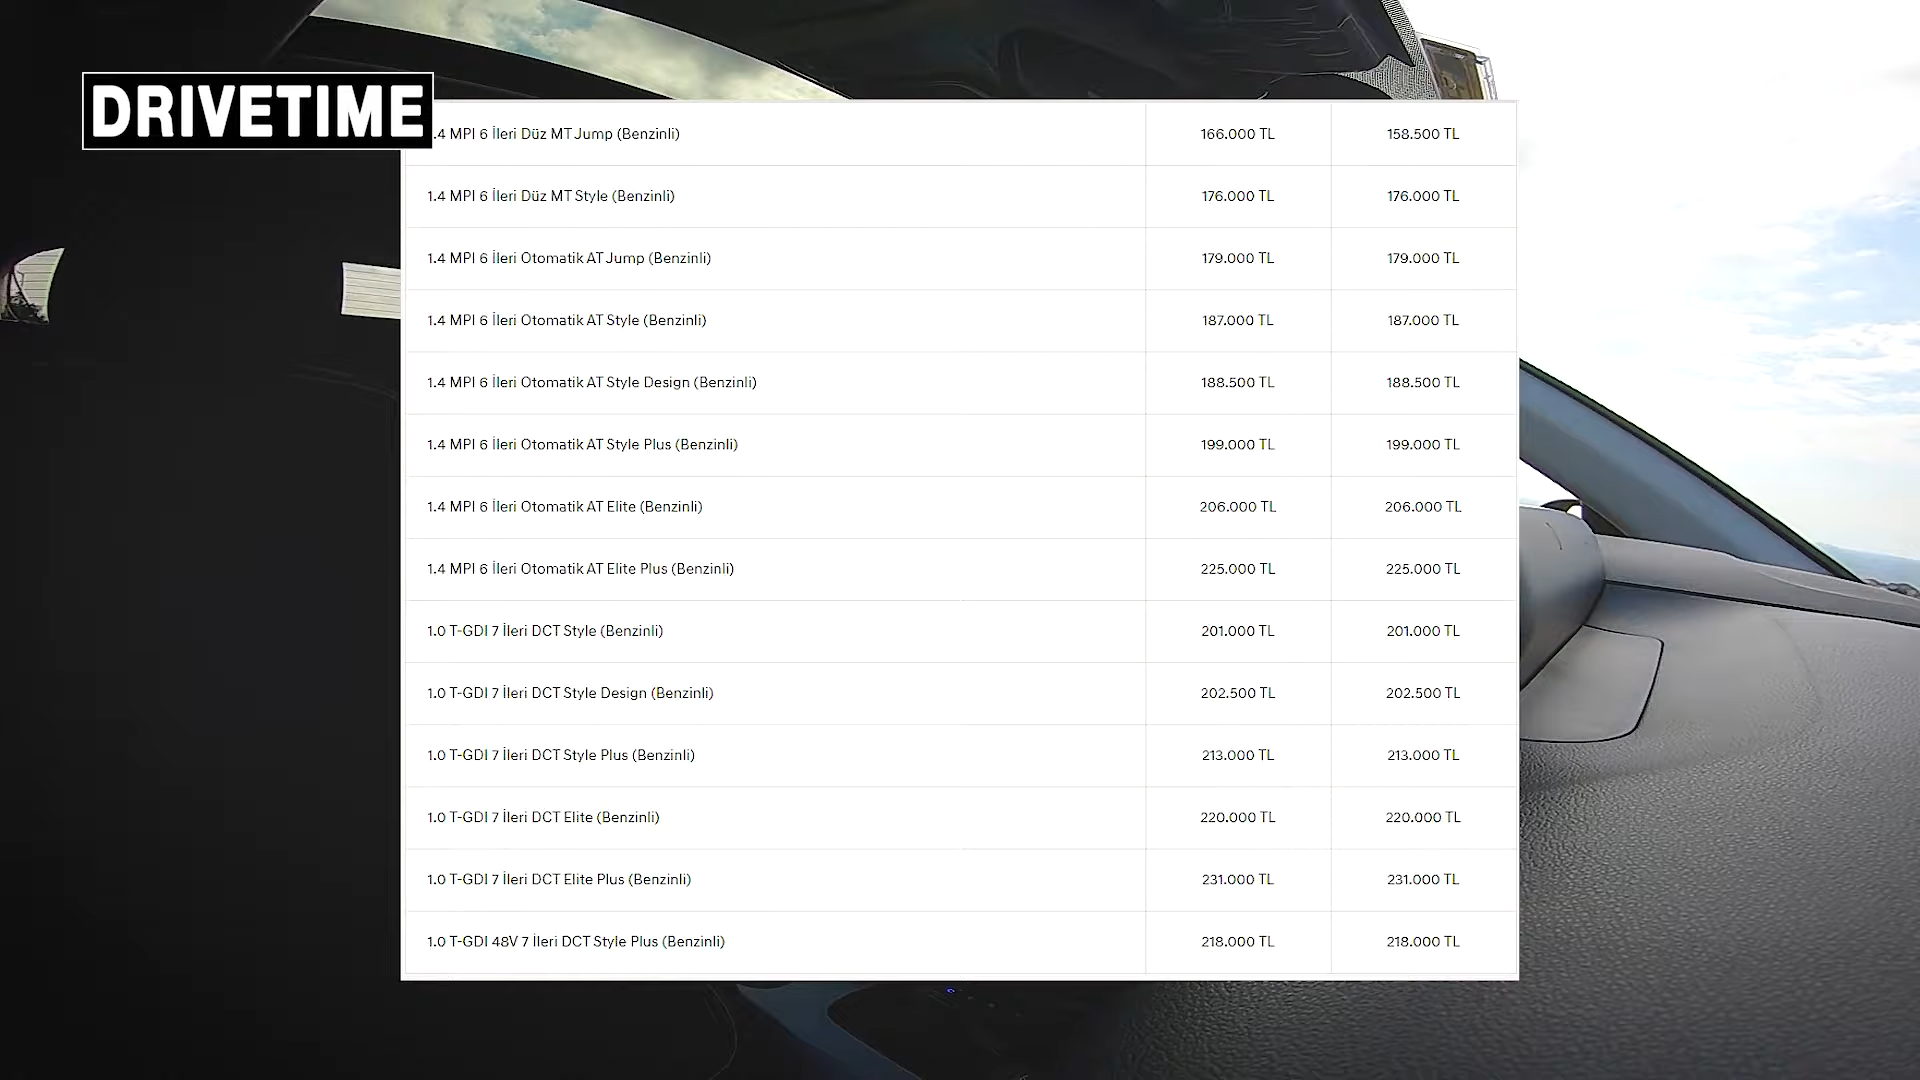 DRIVETIME
.4 MPI 6 İleri Düz MT Jump (Benzinli) 166.000 TL 158.500 TL
1.4 MPI 6 İleri Düz MT Style (Benzinli) 176.000 TL 176.000 TL
1.4 MPI 6 İleri Otomatik AT Jump (Benzinli) 179.000 TL 179.000 TL
1.4 MPI 6 İleri Otomatik AT Style (Benzinli) 187.000 TL 187.000 TL
1.4 MPI 6 İleri Otomatik AT Style Design (Benzinli) 188.500 TL 188.500 TL
1.4 MPI 6 İleri Otomatik AT Style Plus (Benzinli) 199.000 TL 199.000 TL
1.4 MPI 6 İleri Otomatik AT Elite (Benzinli) 206.000 TL 206.000 TL
1.4 MPI 6 İleri Otomatik AT Elite Plus (Benzinli) 225.000 TL 225.000 TL
1.0 T-GDI 7 İleri DCT Style (Benzinli) 201.000 TL 201.000 TL
1.0 T-GDI 7 İleri DCT Style Design (Benzinli) 202.500 TL 202.500 TL
1.0 T-GDI 7 İleri DCT Style Plus (Benzinli) 213.000 TL 213.000 TL
1.0 T-GDI 7 İleri DCT Elite (Benzinli) 220.000 TL 220.000 TL
1.0 T-GDI 7 İleri DCT Elite Plus (Benzinli) 231.000 TL 231.000 TL
1.0 T-GDI 48V 7 İleri DCT Style Plus (Benzinli) 218.000 TL 218.000 TL